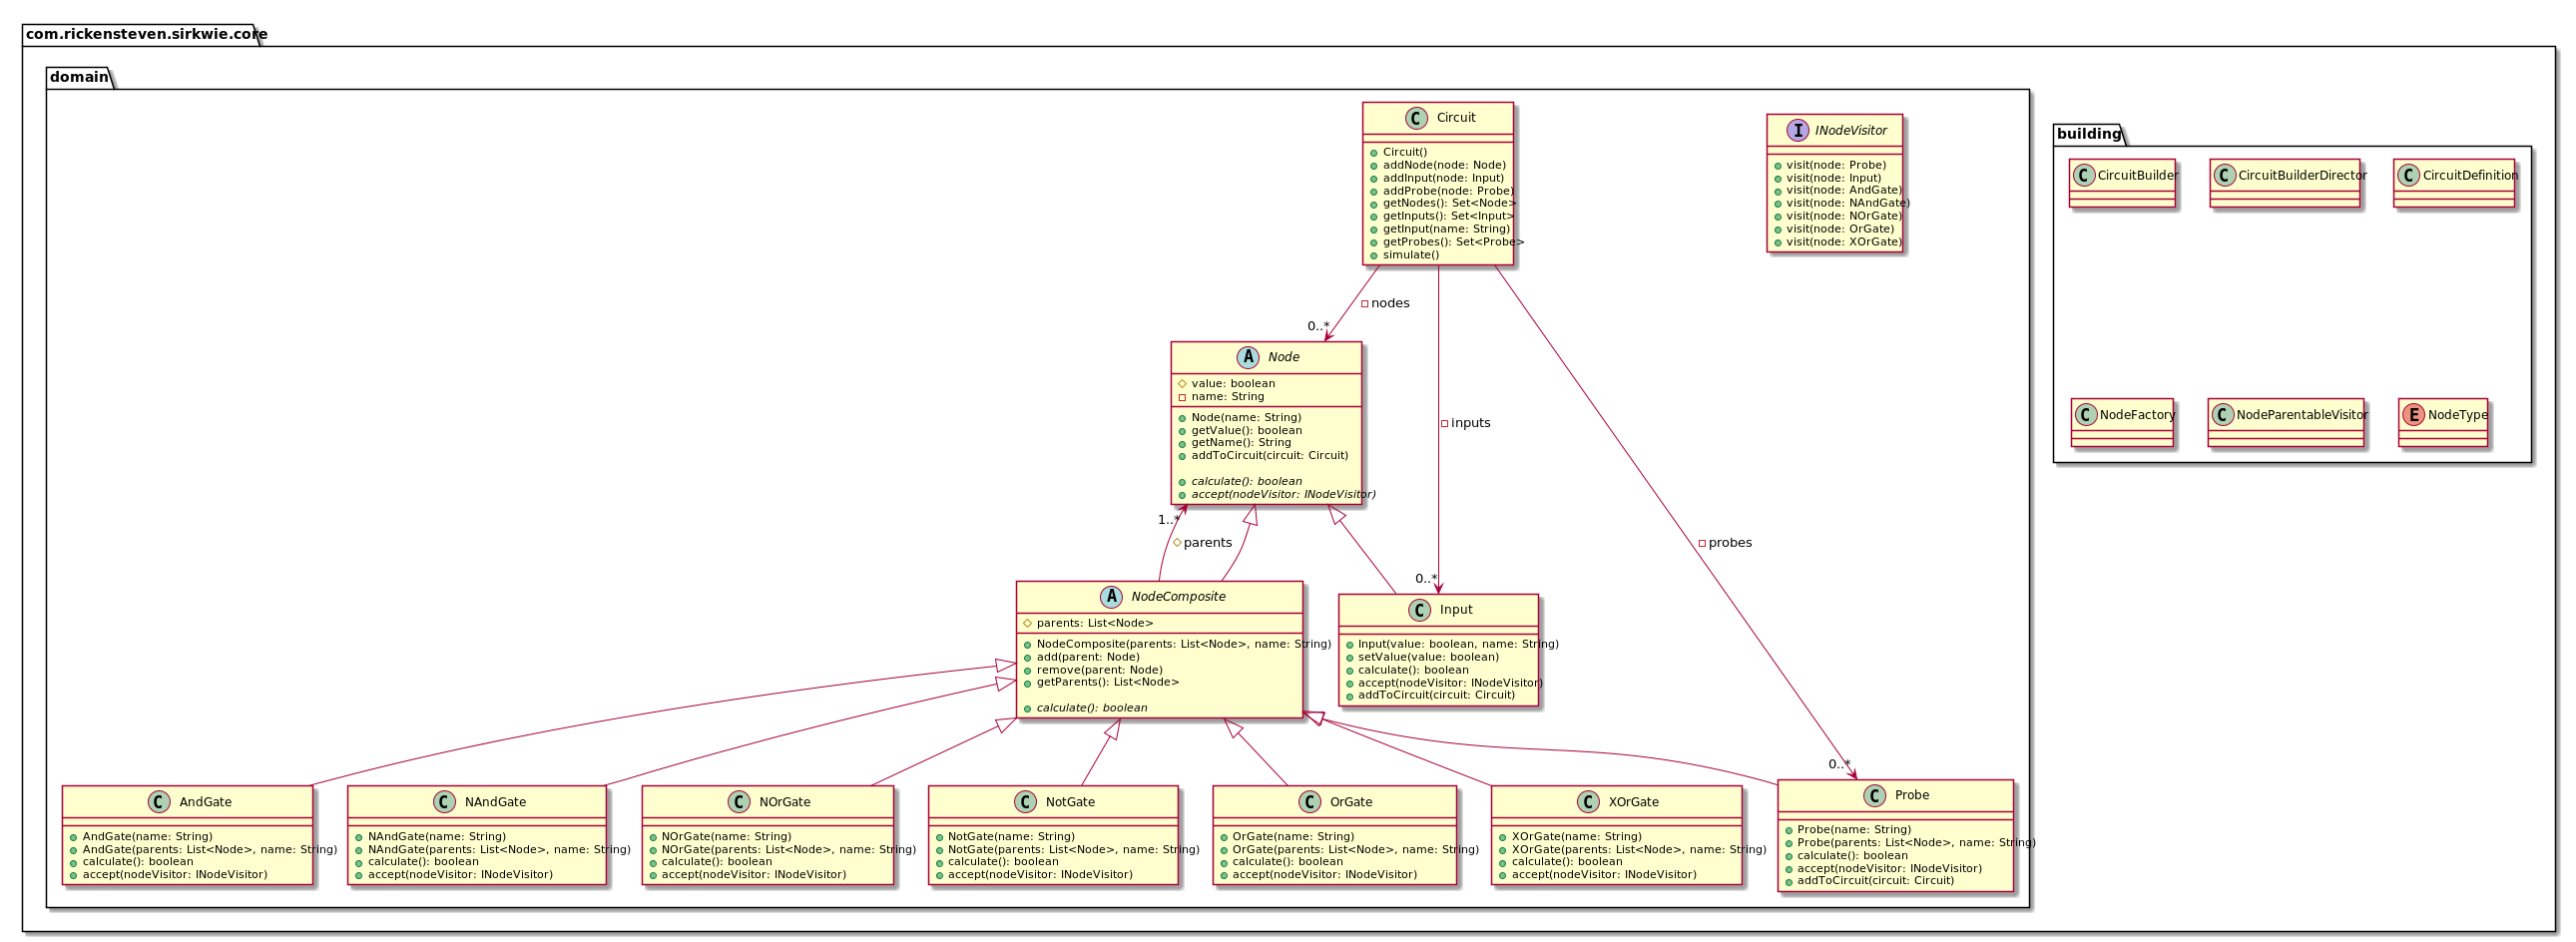 com.rickensteven.sirkwie.core
domain
C Circuit
Circuit()
addNode(node: Node)
addInput(node: Input)
addProbe(node: Probe)
getNodes(): Set<Node>
getInputs(): Set<Input>
getInput(name: String)
getProbes(): Set<Probe>
simulate()
I INodeVisitor
visit(node: Probe)
visit(node: Input)
visit(node: AndGate)
visit(node: NAndGate)
visit(node: NOrGate)
visit(node: OrGate)
visit(node: XOrGate)
building
C CircuitBuilder
C CircuitBuilderDirector
C CircuitDefinition
C NodeFactory
C NodeParentableVisitor
E NodeType
nodes
0..*
inputs
0..*
probes
0..*
A Node
value: boolean
name: String
Node(name: String)
getValue(): boolean
getName(): String
addToCircuit(circuit: Circuit)
calculate(): boolean
accept(nodeVisitor: INodeVisitor)
1..*
parents
A NodeComposite
parents: List<Node>
NodeComposite(parents: List<Node>, name: String)
add(parent: Node)
remove(parent: Node)
getParents(): List<Node>
calculate(): boolean
C Input
Input(value: boolean, name: String)
setValue(value: boolean)
calculate(): boolean
accept(nodeVisitor: INodeVisitor)
addToCircuit(circuit: Circuit)
C AndGate
AndGate(name: String)
AndGate(parents: List<Node>, name: String)
calculate(): boolean
accept(nodeVisitor: INodeVisitor)
C NAndGate
NAndGate(name: String)
NAndGate(parents: List<Node>, name: String)
calculate(): boolean
accept(nodeVisitor: INodeVisitor)
C NOrGate
NOrGate(name: String)
NOrGate(parents: List<Node>, name: String)
calculate(): boolean
accept(nodeVisitor: INodeVisitor)
C NotGate
NotGate(name: String)
NotGate(parents: List<Node>, name: String)
calculate(): boolean
accept(nodeVisitor: INodeVisitor)
C OrGate
OrGate(name: String)
OrGate(parents: List<Node>, name: String)
calculate(): boolean
accept(nodeVisitor: INodeVisitor)
C XOrGate
XOrGate(name: String)
XOrGate(parents: List<Node>, name: String)
calculate(): boolean
accept(nodeVisitor: INodeVisitor)
C Probe
Probe(name: String)
Probe(parents: List<Node>, name: String)
calculate(): boolean
accept(nodeVisitor: INodeVisitor)
addToCircuit(circuit: Circuit)